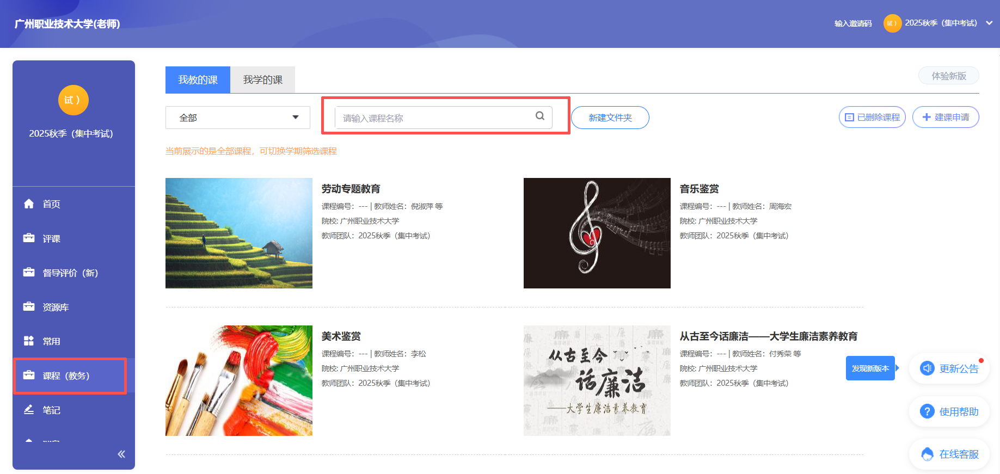 广州职业技术大学(老师)
输入邀请码
试）
2025秋季（集中考试）
试）
2025秋季（集中考试）
首页
评课
督导评价（新）
资源库
常用
课程（教务）
笔记
我教的课
我学的课
体验新版
全部
请输入课程名称
新建文件夹
已删除课程
建课申请
当前展示的是全部课程，可切换学期筛选课程
劳动专题教育
课程编号：--- | 教师姓名：倪淑萍 等
院校: 广州职业技术大学
教师团队：2025秋季（集中考试）
音乐鉴赏
课程编号：--- | 教师姓名：周海宏
院校: 广州职业技术大学
教师团队：2025秋季（集中考试）
美术鉴赏
课程编号：--- | 教师姓名：李松
院校: 广州职业技术大学
教师团队：2025秋季（集中考试）
从古至今
话廉洁
——大学生廉洁素养教育
从古至今话廉洁——大学生廉洁素养教育
课程编号：--- | 教师姓名：付秀荣 等
院校: 广州职业技术大学
教师团队：2025秋季（集中考试）
发现新版本
更新公告
使用帮助
在线客服